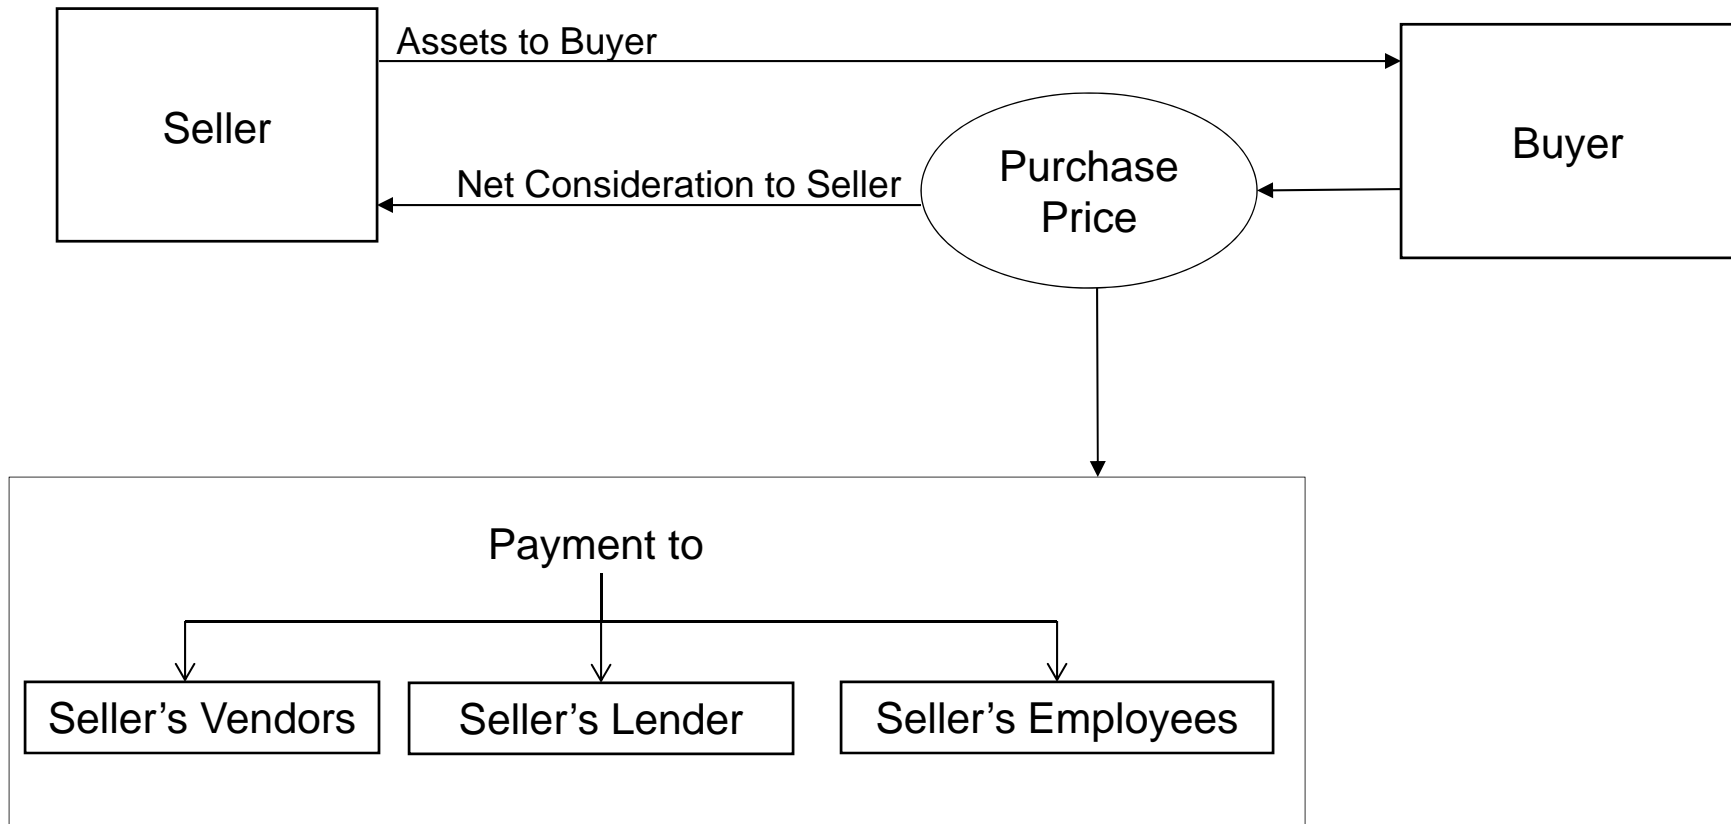 Assets to Buyer
Seller
Buyer
Purchase
Price
Net Consideration to Seller
Payment to
Seller’s Vendors
Seller’s Lender
Seller’s Employees